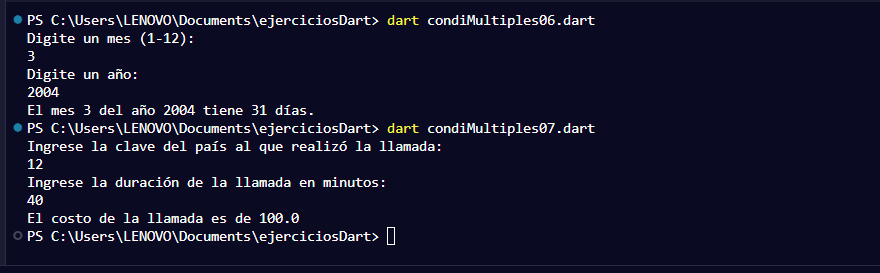 PS C:\Users\LENOVO\Documents\ejerciciosDart> dart condiMultiples06.dart
Digite un mes (1-12):
3
Digite un año:
2004
El mes 3 del año 2004 tiene 31 días.
PS C:\Users\LENOVO\Documents\ejerciciosDart> dart condiMultiples07.dart
Ingrese la clave del país al que realizó la llamada:
12
Ingrese la duración de la llamada en minutos:
40
El costo de la llamada es de 100.0
PS C:\Users\LENOVO\Documents\ejerciciosDart>